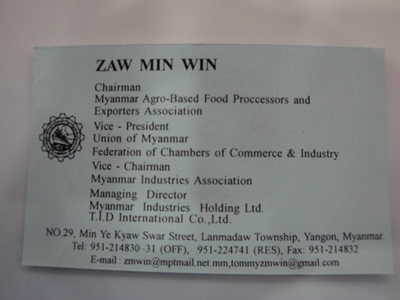 ZAW MIN WIN
Chairman
Myanmar Agro-Based Food Proccessors and
Exporters Association
Vice - President
Union of Myanmar
Federation of Chambers of Commerce & Industry
Vice - Chairman
Myanmar Industries Association
Managing Director
Myanmar Industries Holding Ltd.
T.I.D International Co.,Ltd.
NO.29, Min Ye Kyaw Swar Street, Lanmadaw Township, Yangon, Myanmar.
Tel: 951-214830-31 (OFF), 951-224741 (RES), Fax: 951-214832
E-mail : zmwin@mptmail.net.mm,tommyzmwin@gmail.com